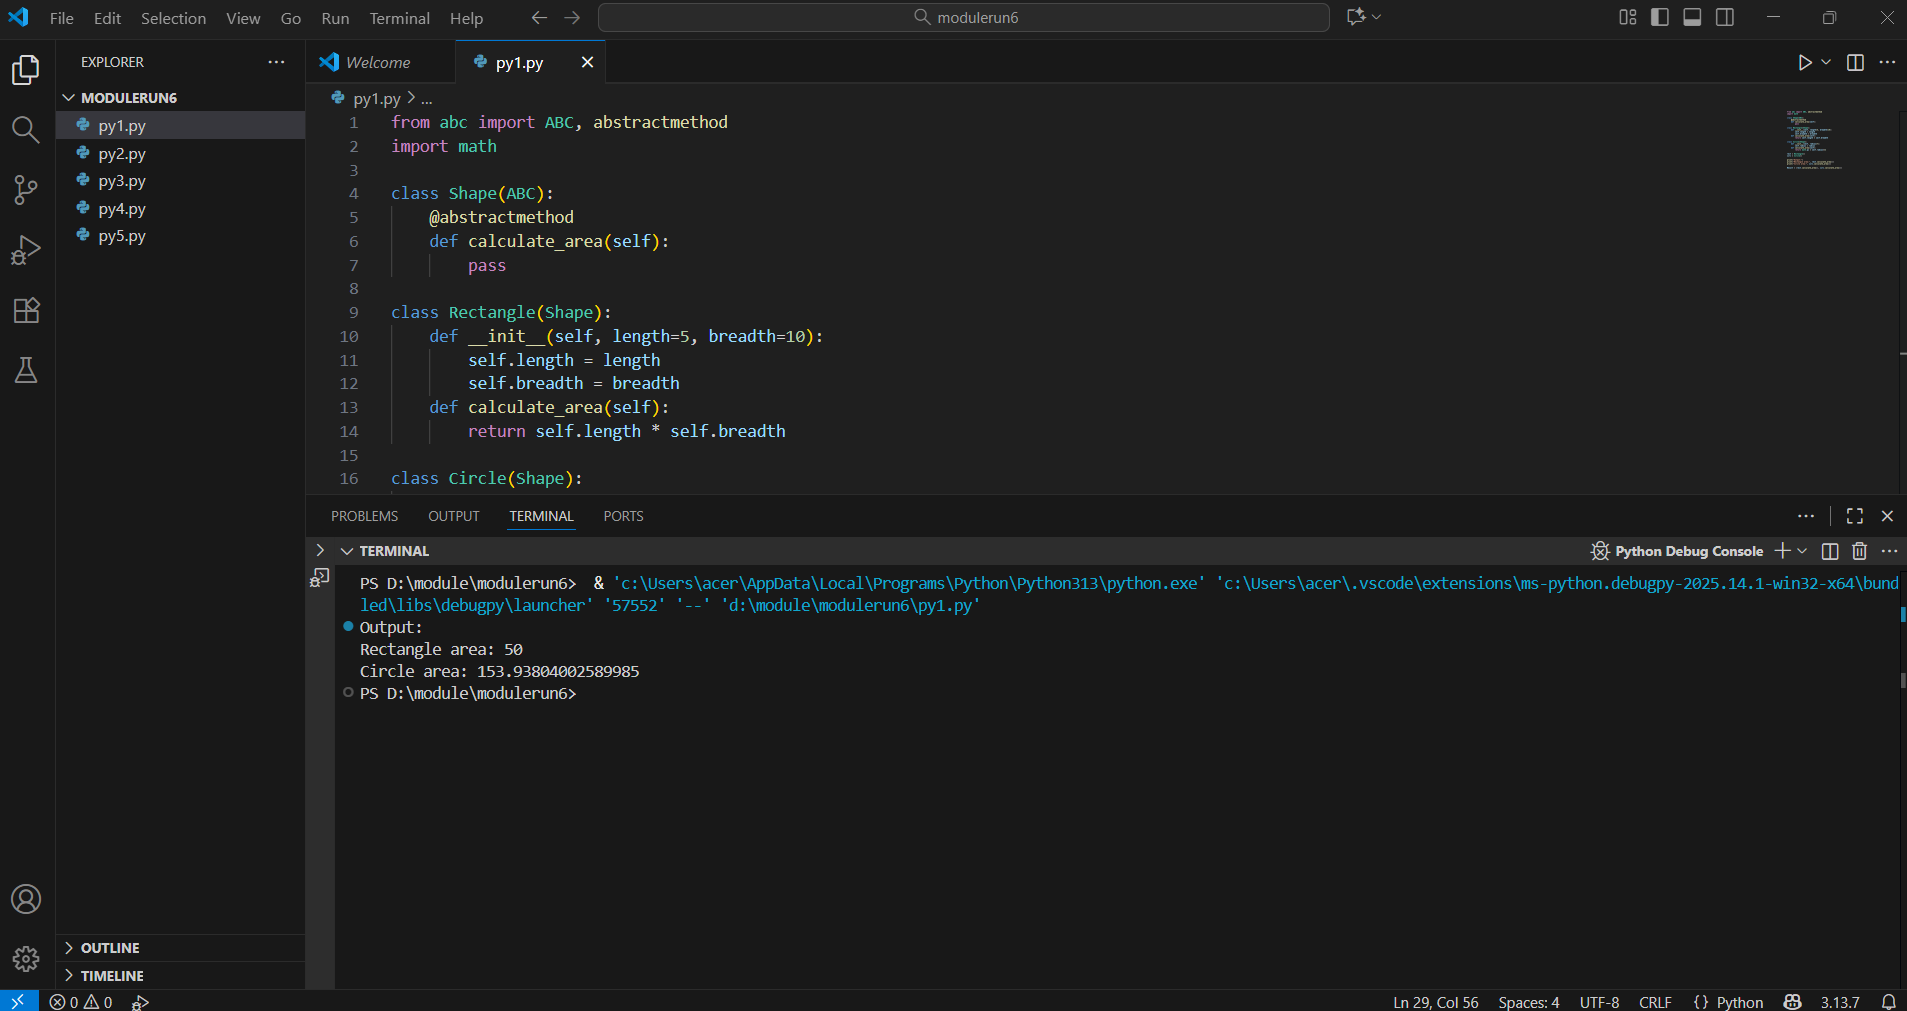 File Edit Selection View Go Run Terminal Help
modulerun6
EXPLORER
Welcome
py1.py
MODULERUN6
py1.py
py2.py
py3.py
py4.py
py5.py
py1.py > ...
1 from abc import ABC, abstractmethod
2 import math
3
4 class Shape(ABC):
5 @abstractmethod
6 def calculate_area(self):
7 pass
8
9 class Rectangle(Shape):
10 def __init__(self, length=5, breadth=10):
11 self.length = length
12 self.breadth = breadth
13 def calculate_area(self):
14 return self.length * self.breadth
15
16 class Circle(Shape):
PROBLEMS OUTPUT TERMINAL PORTS
TERMINAL
Python Debug Console
PS D:\module\modulerun6> & 'c:\Users\acer\AppData\Local\Programs\Python\Python313\python.exe' 'c:\Users\acer\.vscode\extensions\ms-python.debugpy-2025.14.1-win32-x64\bund
led\libs\debugpy\launcher' '57552' '--' 'd:\module\modulerun6\py1.py'
Output:
Rectangle area: 50
Circle area: 153.93804002589985
PS D:\module\modulerun6>
OUTLINE
TIMELINE
0 0
Ln 29, Col 56 Spaces: 4 UTF-8 CRLF {} Python 3.13.7